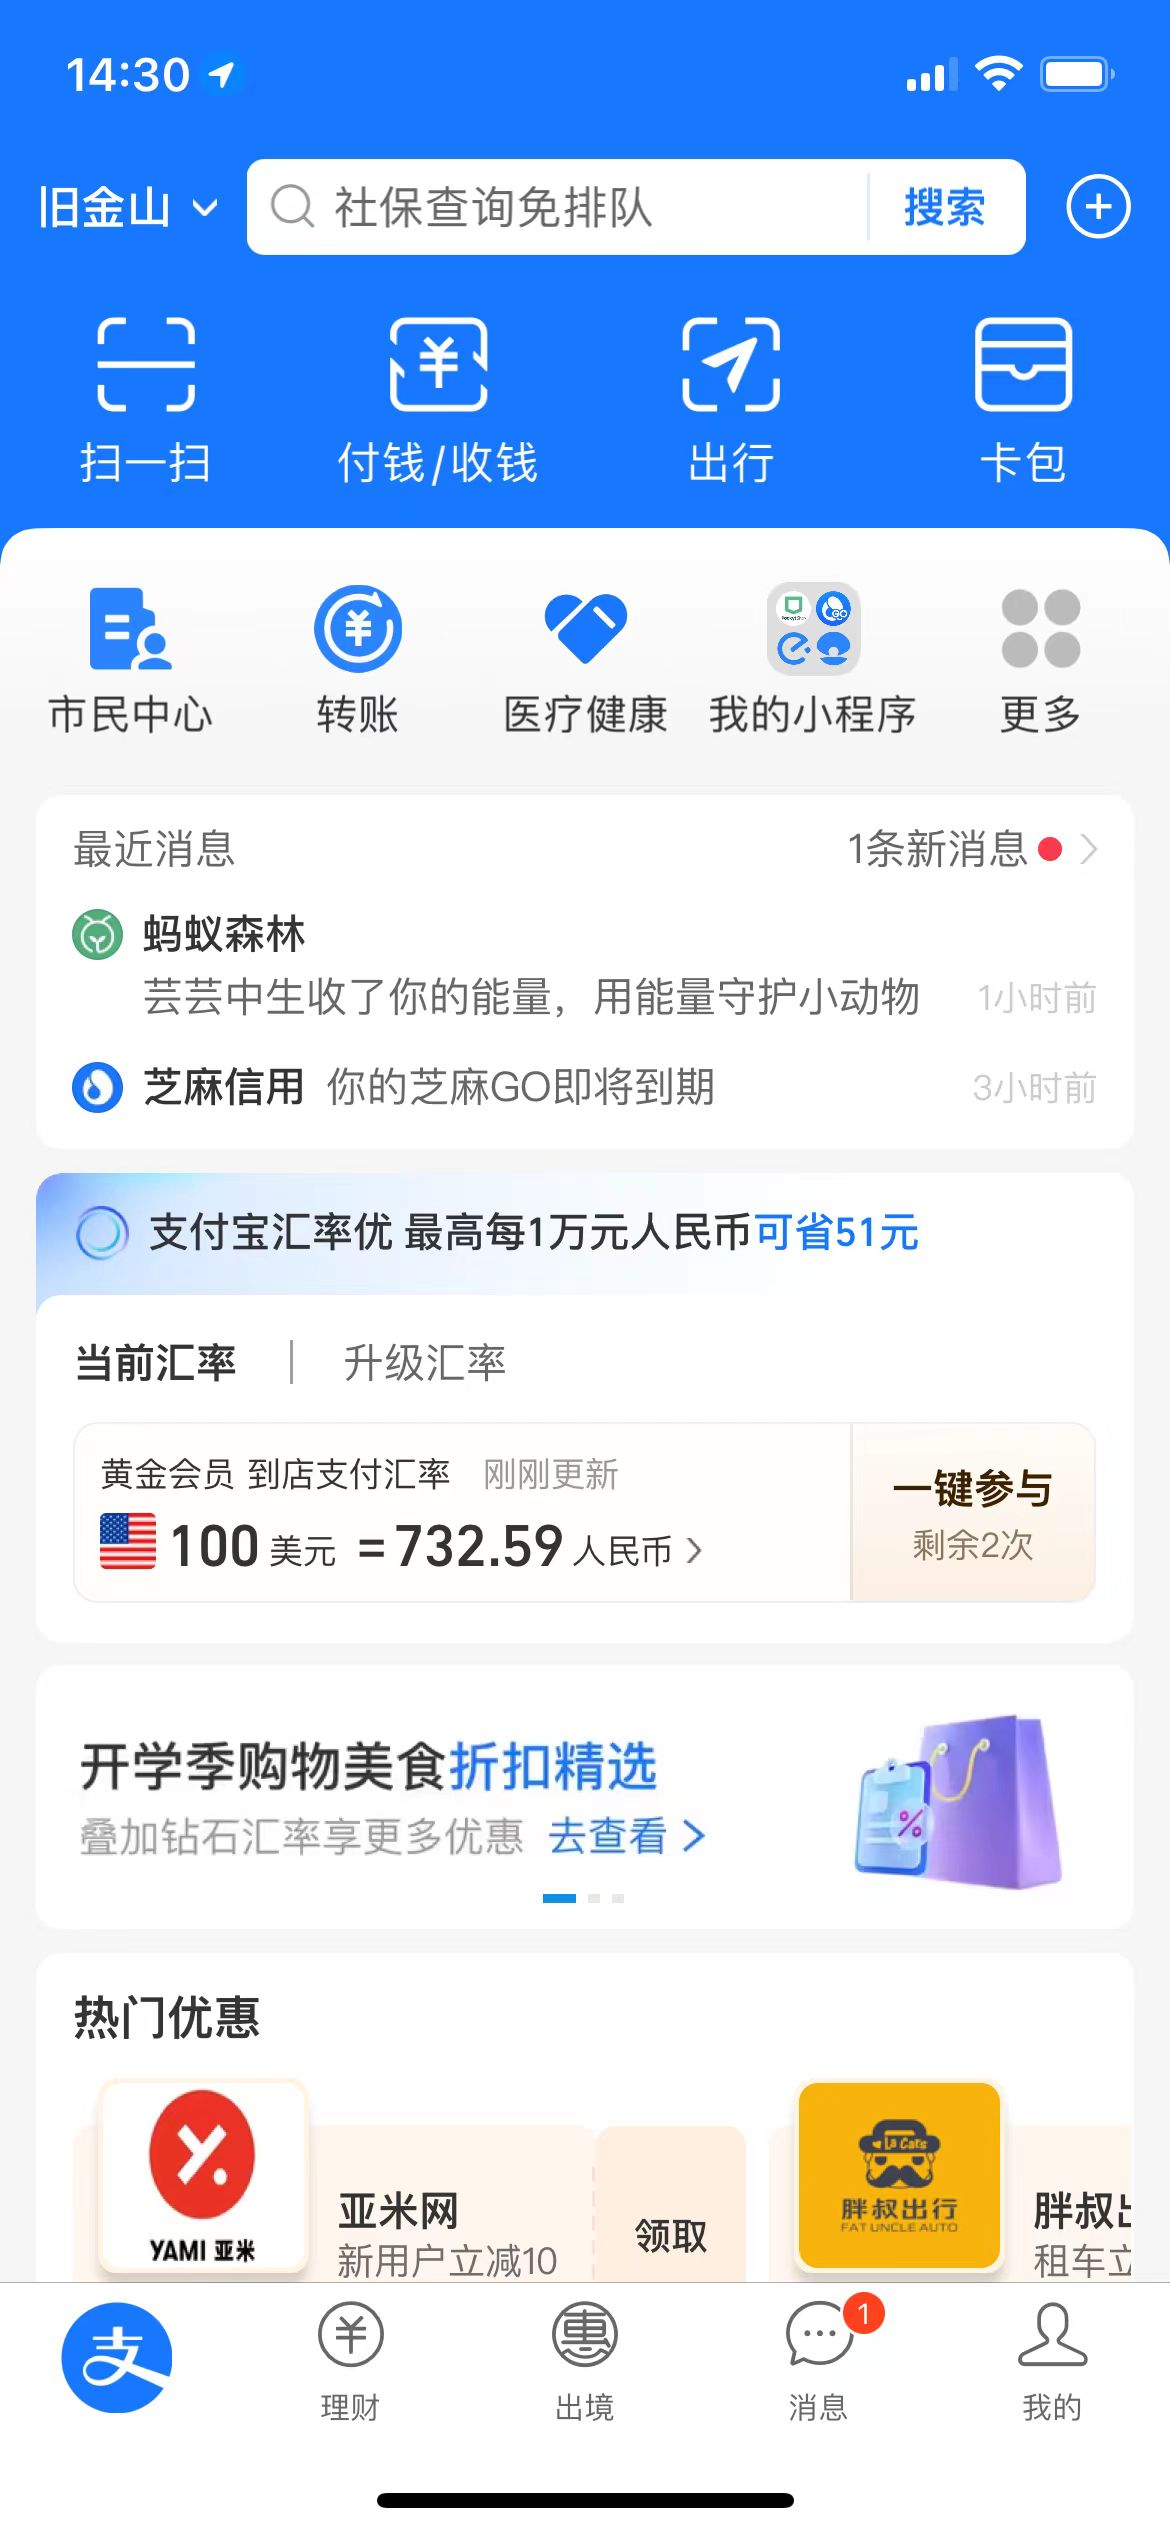 14:30
旧金山
社保查询免排队
搜索
扫一扫
付钱/收钱
出行
卡包
市民中心
转账
医疗健康
我的小程序
更多
最近消息
1条新消息
蚂蚁森林
芸芸中生收了你的能量，用能量守护小动物
1小时前
芝麻信用 你的芝麻GO即将到期
3小时前
支付宝汇率优 最高每1万元人民币可省51元
当前汇率
升级汇率
黄金会员 到店支付汇率 刚刚更新
100 美元 = 732.59 人民币
一键参与
剩余2次
开学季购物美食折扣精选
叠加钻石汇率享更多优惠 去查看
热门优惠
YAMI 亚米
亚米网
新用户立减10
领取
La Cars
胖叔出行
FAT UNCLE AUTO
胖叔
租车立
支
理财
出境
1
消息
我的